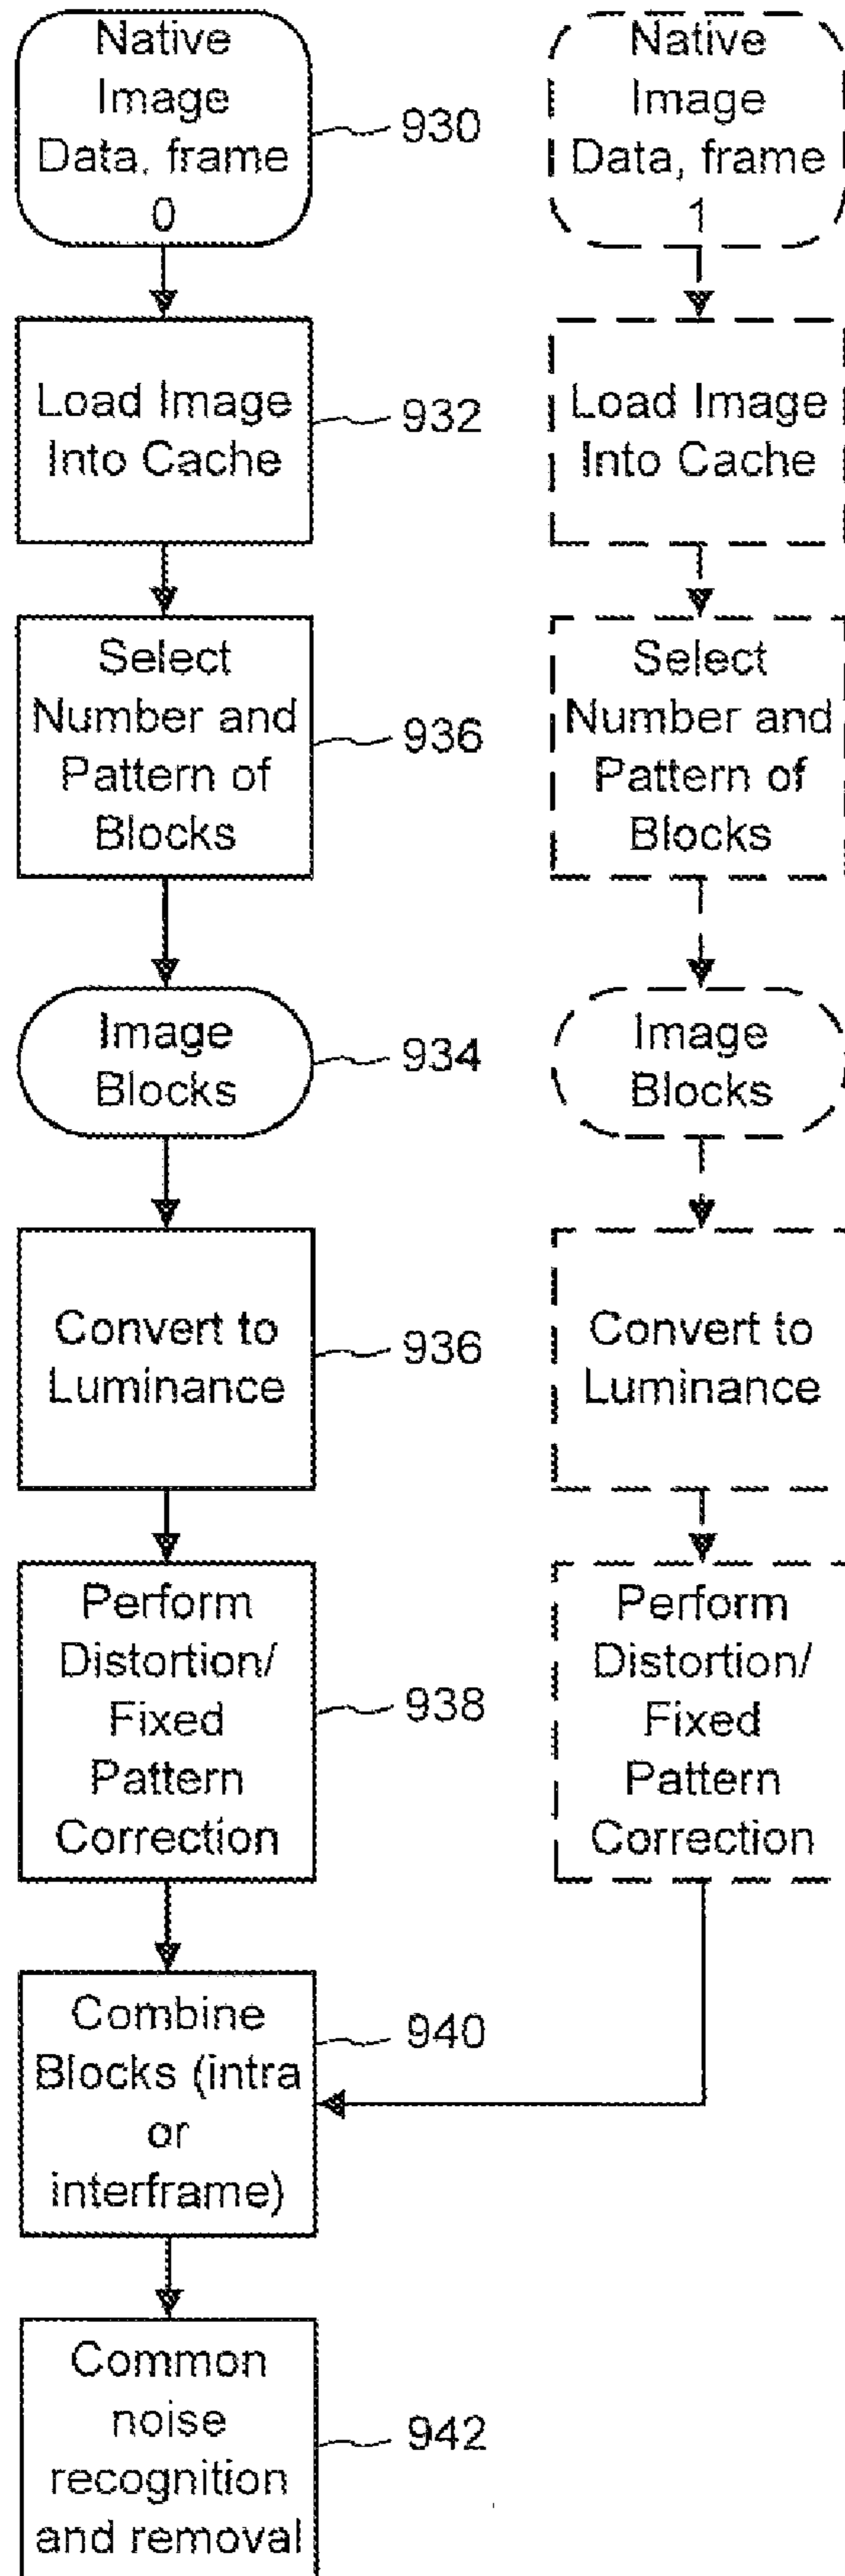 Native
Image
Data, frame
0
930
Load Image
Into Cache
932
Select
Number and
Pattern of
Blocks
936
Image
Blocks
934
Convert to
Luminance
936
Perform
Distortion/
Fixed
Pattern
Correction
938
Combine
Blocks (intra
or
interframe)
940
Common
noise
recognition
and removal
942
Native
Image
Data, frame
1
Load Image
Into Cache
Select
Number and
Pattern of
Blocks
Image
Blocks
Convert to
Luminance
Perform
Distortion/
Fixed
Pattern
Correction